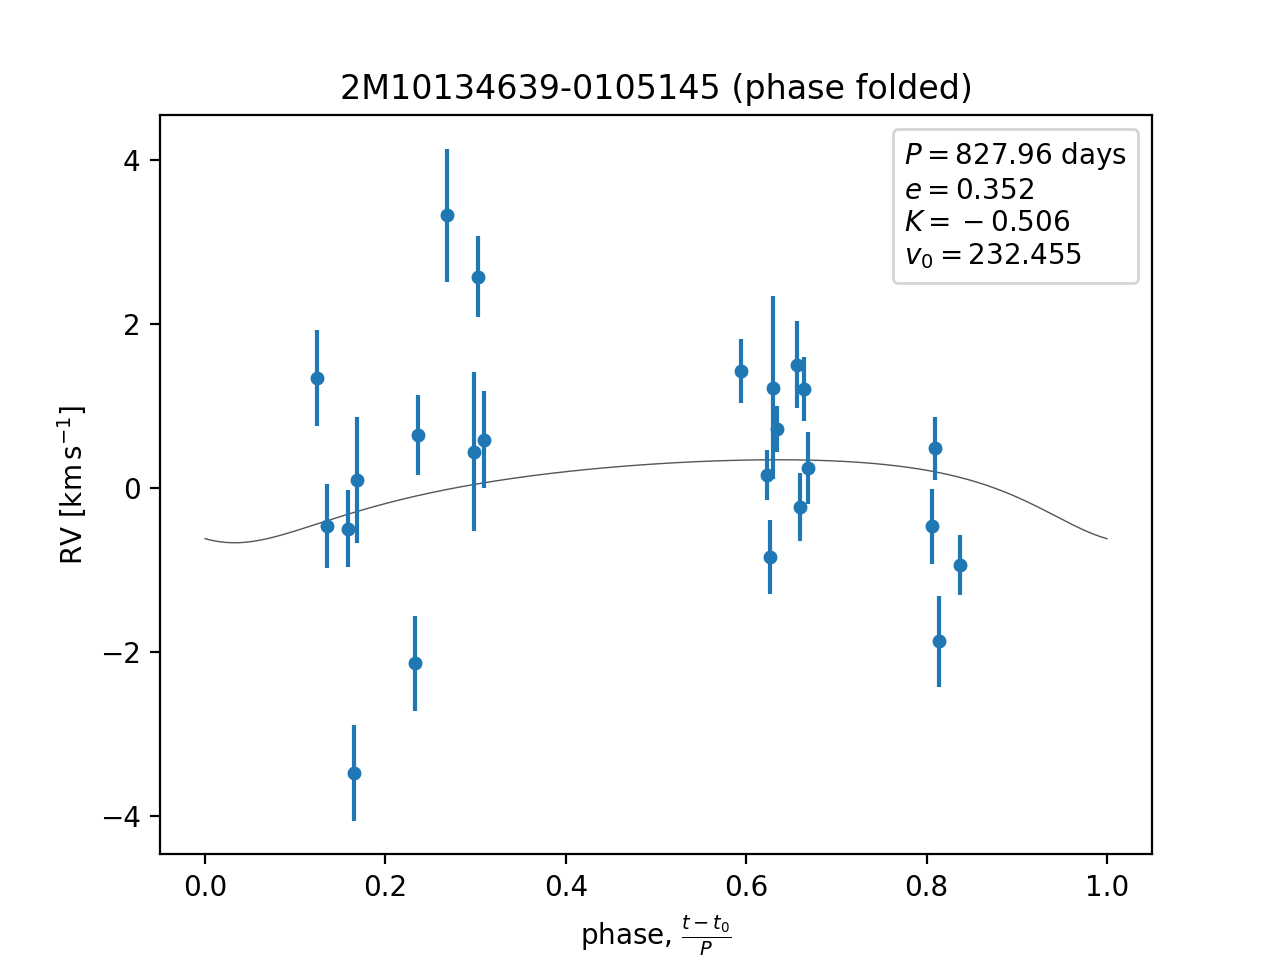 2M10134639-0105145 (phase folded)
P = 827.96 days
e = 0.352
K = −0.506
v₀ = 232.455
4
2
0
−2
−4
RV [km s⁻¹]
0.0 0.2 0.4 0.6 0.8 1.0
phase, (t − t₀)/P